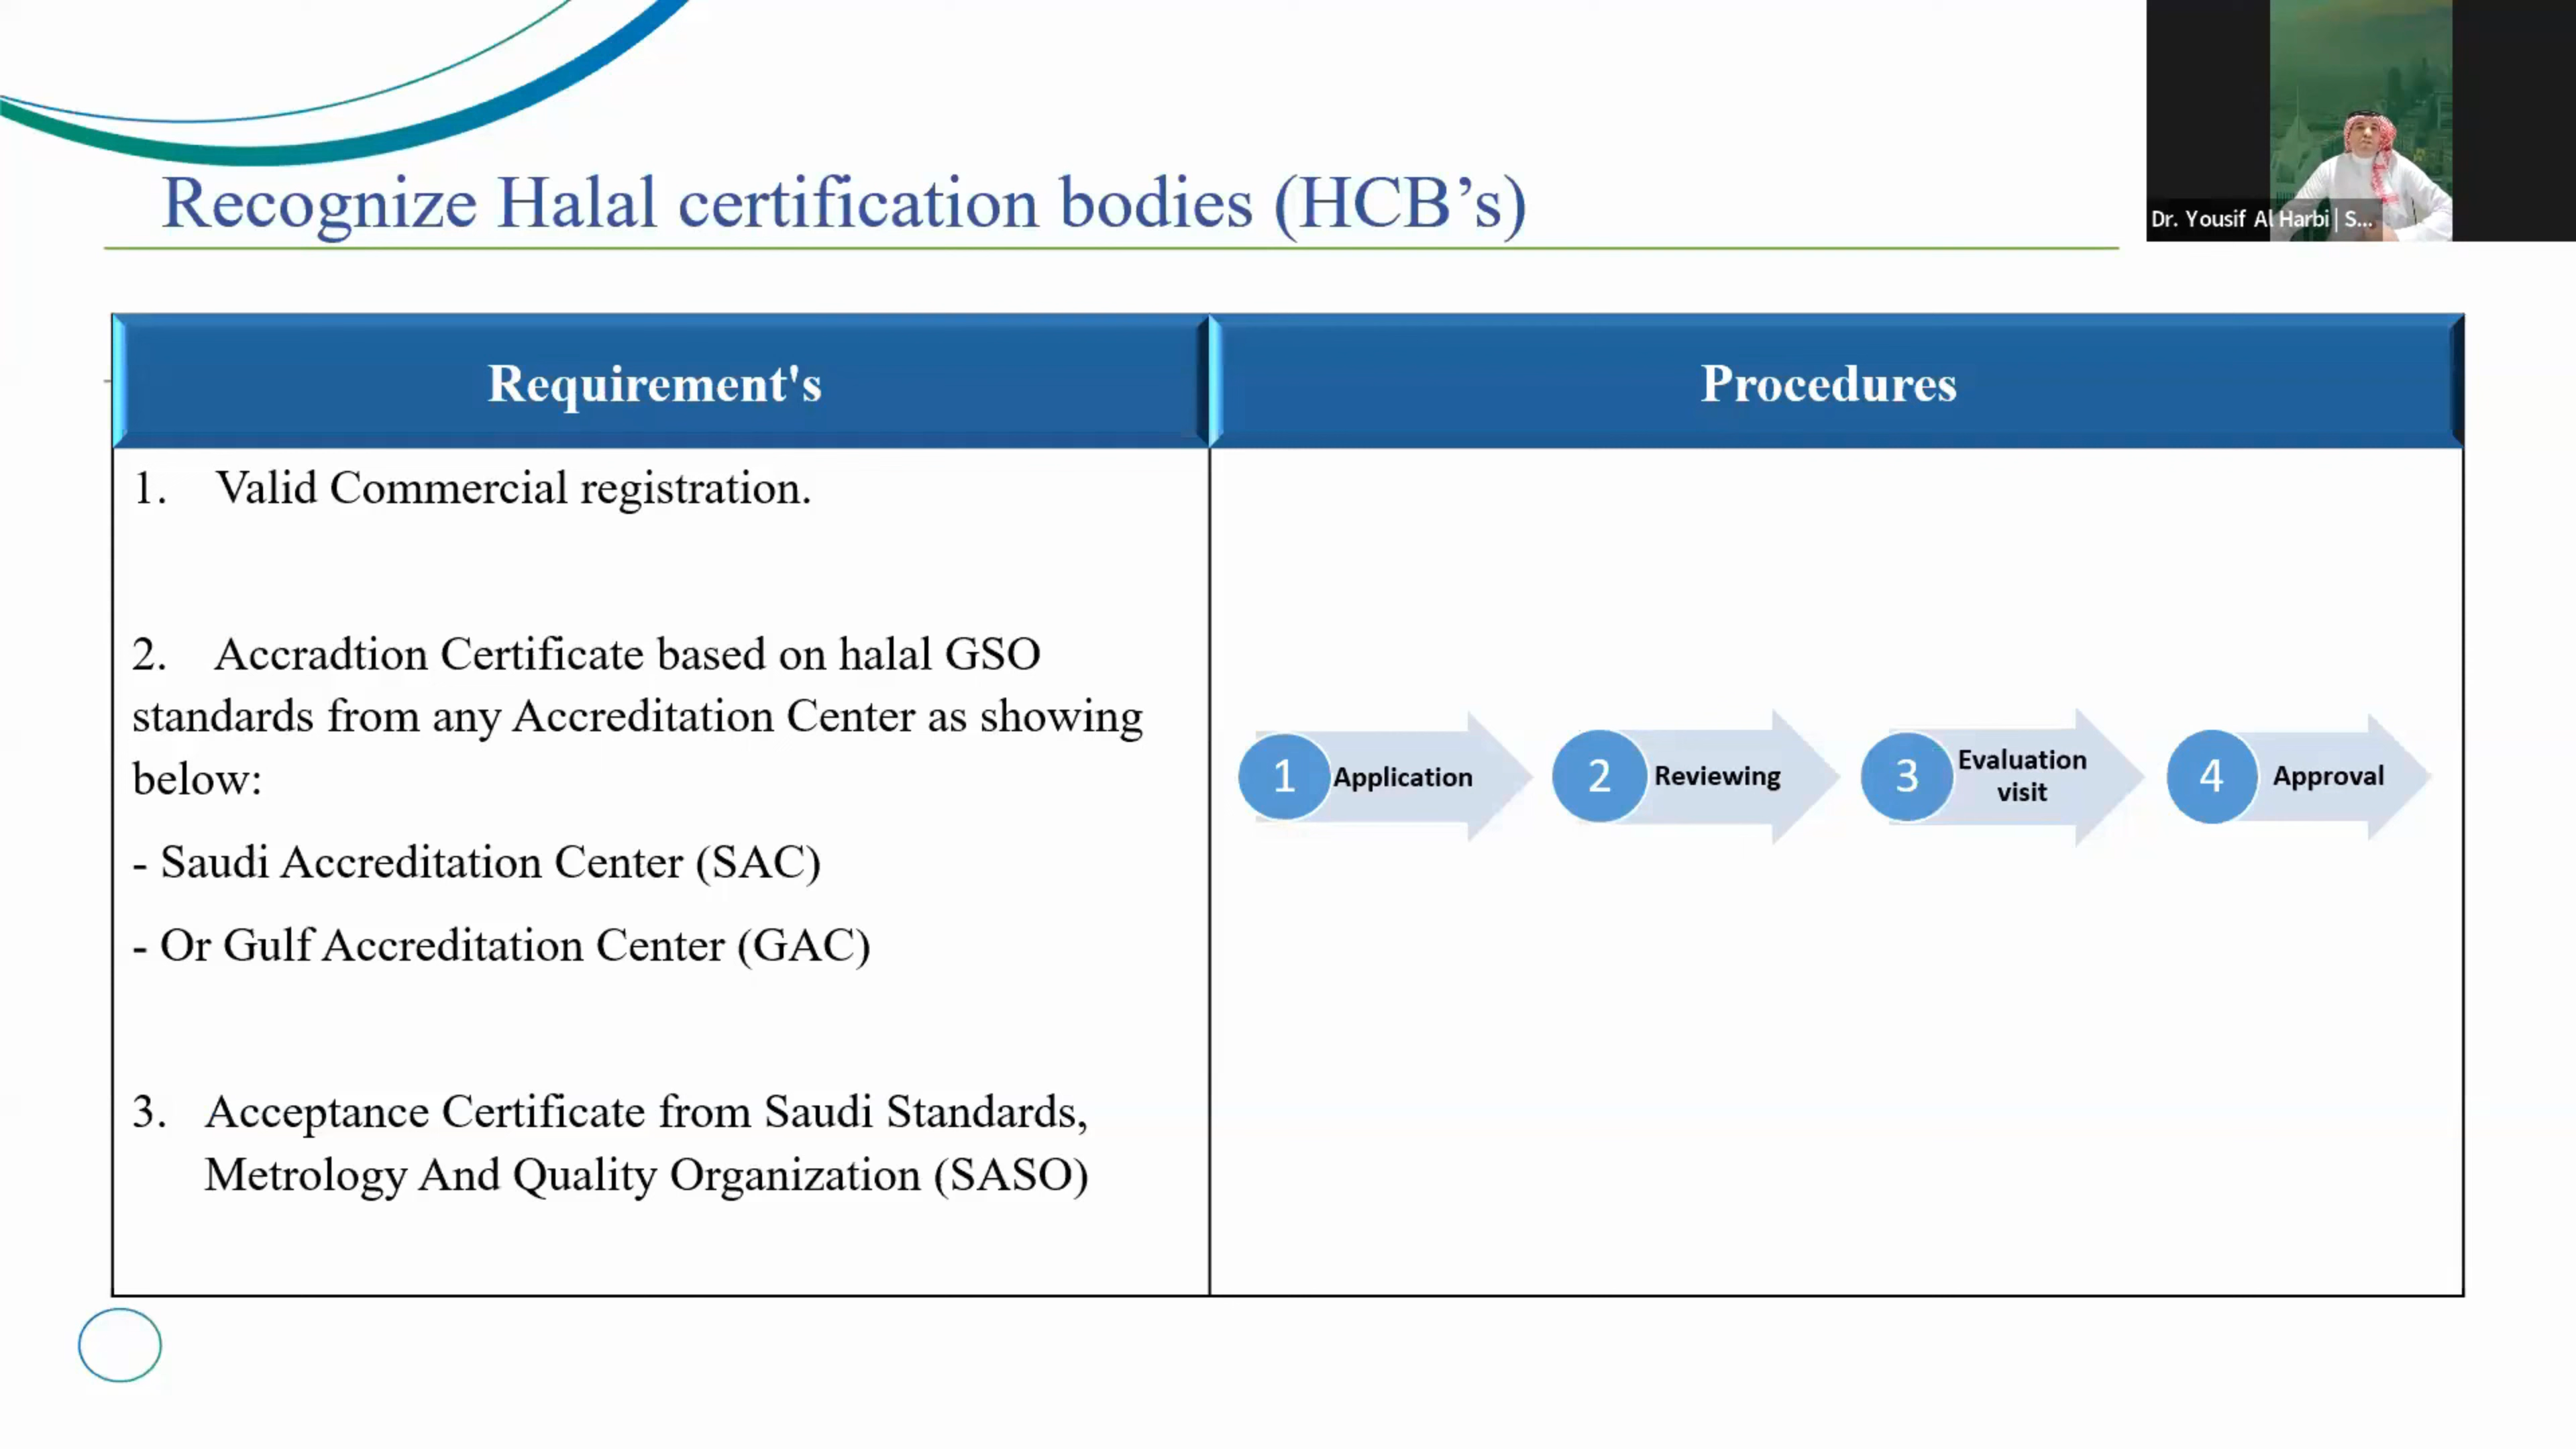 Recognize Halal certification bodies (HCB’s)
Dr. Yousif Al Harbi | S...
Requirement's
Procedures
1. Valid Commercial registration.
2. Accradtion Certificate based on halal GSO
standards from any Accreditation Center as showing
below:
- Saudi Accreditation Center (SAC)
- Or Gulf Accreditation Center (GAC)
3. Acceptance Certificate from Saudi Standards,
Metrology And Quality Organization (SASO)
1 Application
2 Reviewing
3 Evaluation
visit
4 Approval